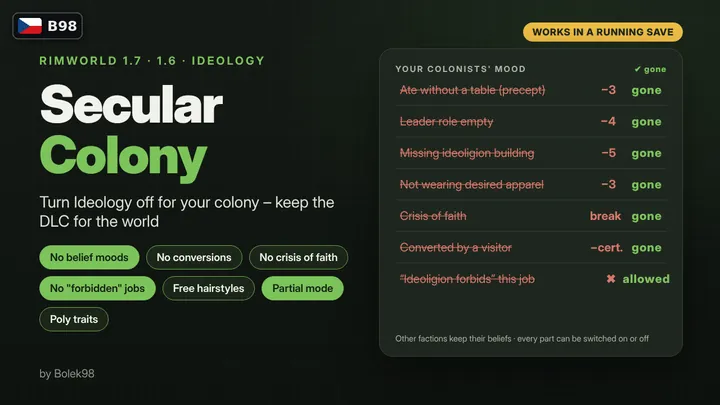 B98
WORKS IN A RUNNING SAVE
RIMWORLD 1.7 · 1.6 · IDEOLOGY
Secular
Colony
Turn Ideology off for your colony – keep the
DLC for the world
No belief moods
No conversions
No crisis of faith
No "forbidden" jobs
Free hairstyles
Partial mode
Poly traits
by Bolek98
YOUR COLONISTS' MOOD ✔ gone
Ate without a table (precept) −3 gone
Leader role empty −4 gone
Missing ideoligion building −5 gone
Not wearing desired apparel −3 gone
Crisis of faith break gone
Converted by a visitor −cert. gone
"Ideoligion forbids" this job ✖ allowed
Other factions keep their beliefs · every part can be switched on or off